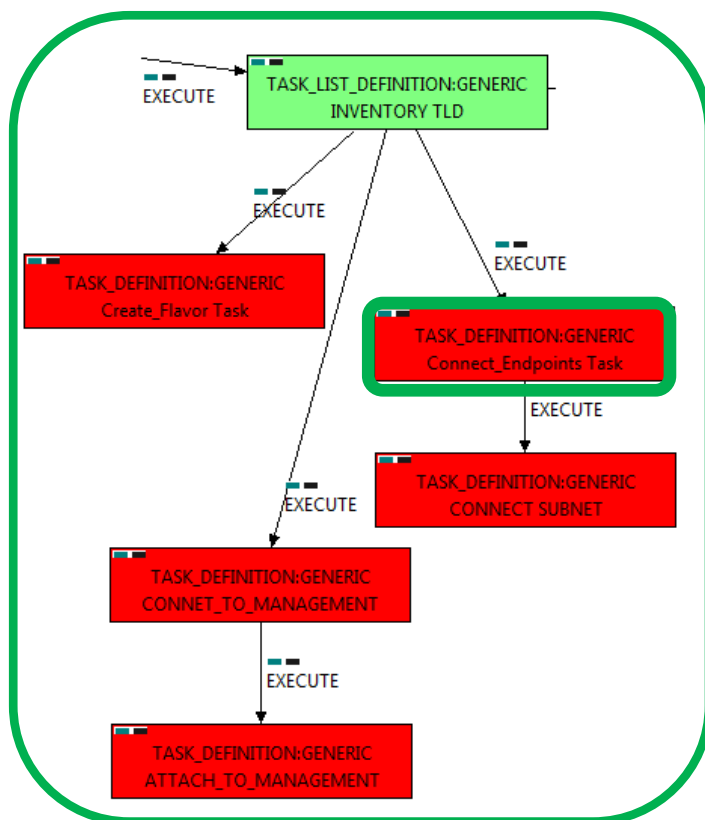 EXECUTE
TASK_LIST_DEFINITION:GENERIC
INVENTORY TLD
EXECUTE
EXECUTE
TASK_DEFINITION:GENERIC
Create_Flavor Task
TASK_DEFINITION:GENERIC
Connect_Endpoints Task
EXECUTE
TASK_DEFINITION:GENERIC
CONNECT SUBNET
EXECUTE
TASK_DEFINITION:GENERIC
CONNET_TO_MANAGEMENT
EXECUTE
TASK_DEFINITION:GENERIC
ATTACH_TO_MANAGEMENT